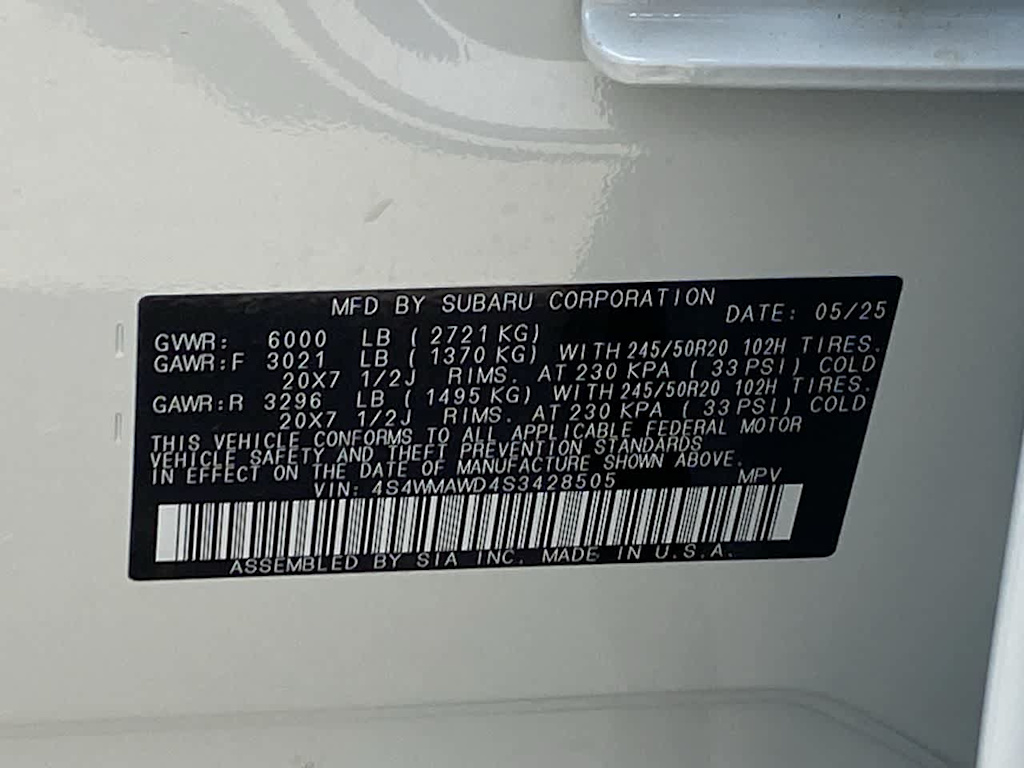 MFD BY SUBARU CORPORATION DATE: 05/25
GVWR: 6000 LB ( 2721 KG)
GAWR:F 3021 LB ( 1370 KG) WITH 245/50R20 102H TIRES.
20X7 1/2J RIMS. AT 230 KPA ( 33 PSI) COLD
GAWR:R 3296 LB ( 1495 KG) WITH 245/50R20 102H TIRES.
20X7 1/2J RIMS. AT 230 KPA ( 33 PSI) COLD
THIS VEHICLE CONFORMS TO ALL APPLICABLE FEDERAL MOTOR
VEHICLE SAFETY AND THEFT PREVENTION STANDARDS
IN EFFECT ON THE DATE OF MANUFACTURE SHOWN ABOVE.
VIN: 4S4WMAWD4S3428505 MPV
ASSEMBLED BY SIA INC. MADE IN U.S.A.